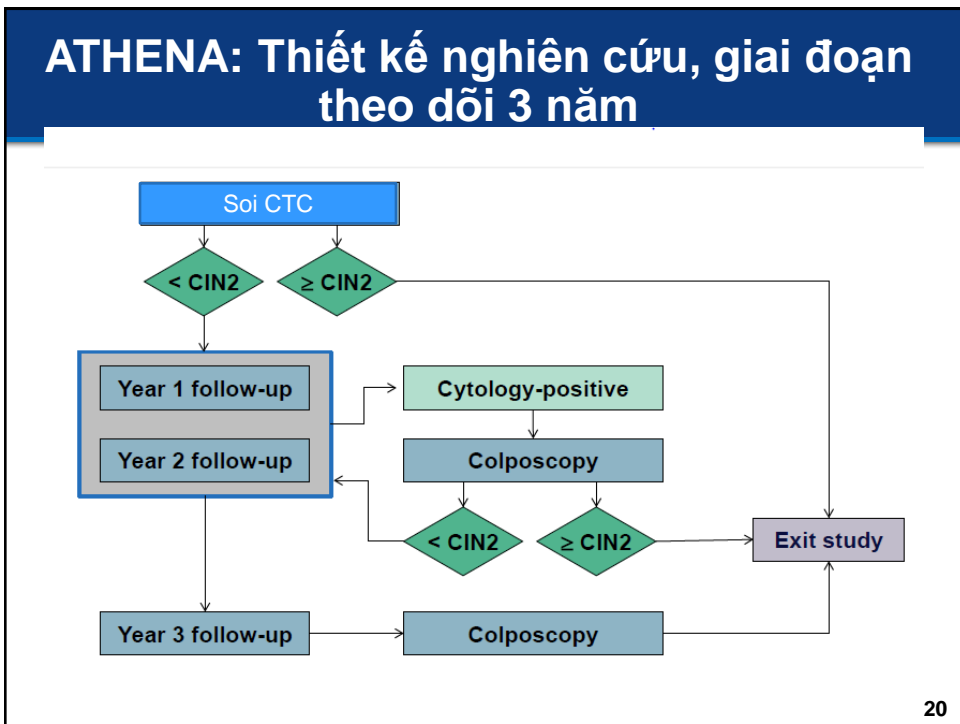 ATHENA: Thiết kế nghiên cứu, giai đoạn
theo dõi 3 năm
Soi CTC
< CIN2
≥ CIN2
Year 1 follow-up
Cytology-positive
Year 2 follow-up
Colposcopy
< CIN2
≥ CIN2
Exit study
Year 3 follow-up
Colposcopy
20